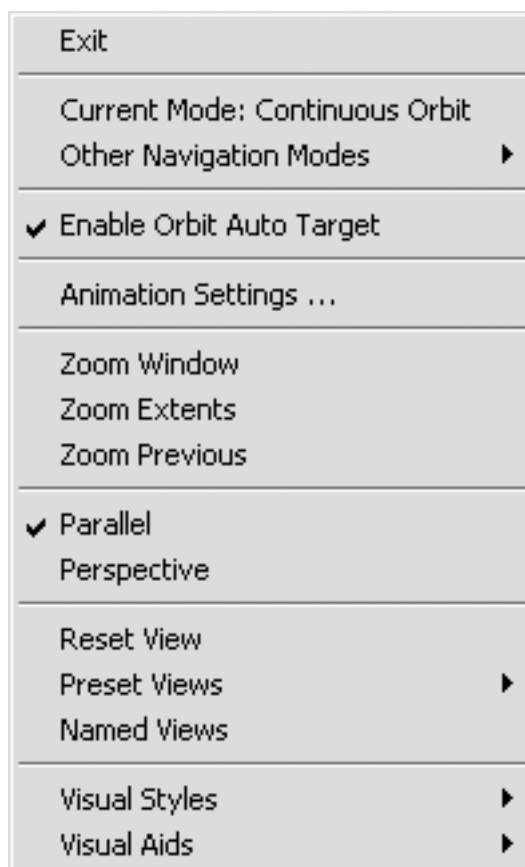 Exit
Current Mode: Continuous Orbit
Other Navigation Modes
Enable Orbit Auto Target
Animation Settings ...
Zoom Window
Zoom Extents
Zoom Previous
Parallel
Perspective
Reset View
Preset Views
Named Views
Visual Styles
Visual Aids